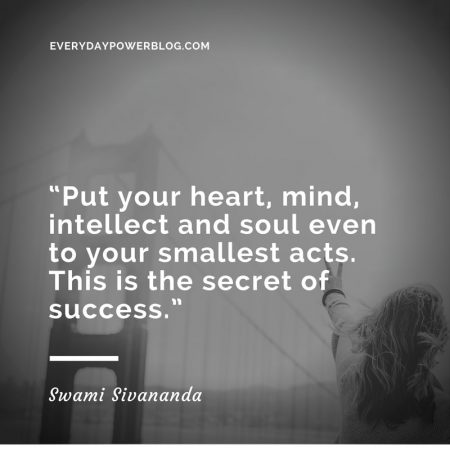 EVERYDAYPOWERBLOG.COM
“Put your heart, mind,
intellect and soul even
to your smallest acts.
This is the secret of
success.”
Swami Sivananda